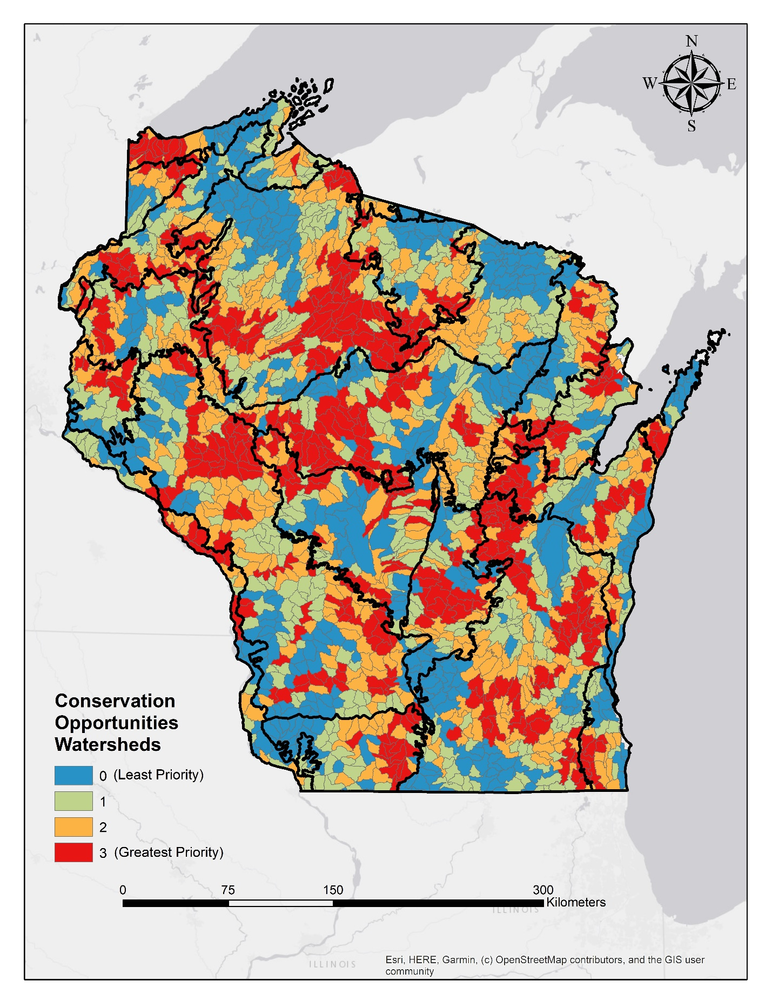 N
W E
S
Conservation
Opportunities
Watersheds
0 (Least Priority)
1
2
3 (Greatest Priority)
0 75 150 300
Kilometers
ILLINOIS
ILLINOIS
Esri, HERE, Garmin, (c) OpenStreetMap contributors, and the GIS user
community